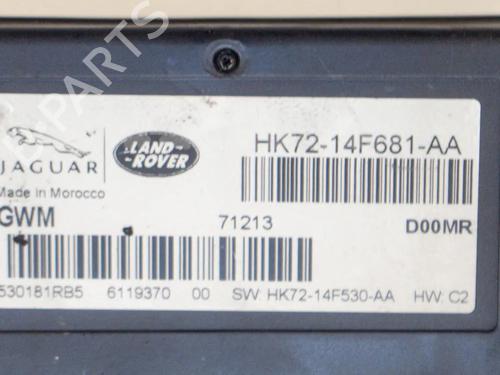 HK72-14F681-AA
JAGUAR
LAND
ROVER
Made in Morocco
GWM 71213 D00MR
530181RB5 6119370 00 SW: HK72-14F530-AA HW: C2